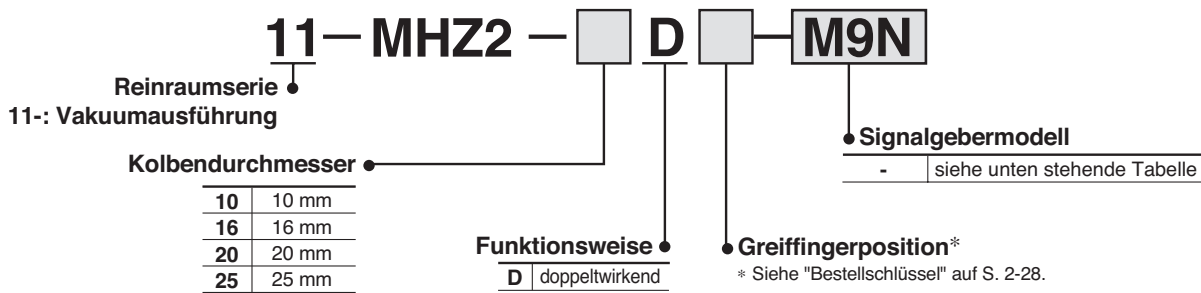 11 — MHZ2 — D — M9N
Reinraumserie
11-: Vakuumausführung
Kolbendurchmesser
10 10 mm
16 16 mm
20 20 mm
25 25 mm
Funktionsweise
D doppeltwirkend
Greiffingerposition*
* Siehe "Bestellschlüssel" auf S. 2-28.
Signalgebermodell
- siehe unten stehende Tabelle